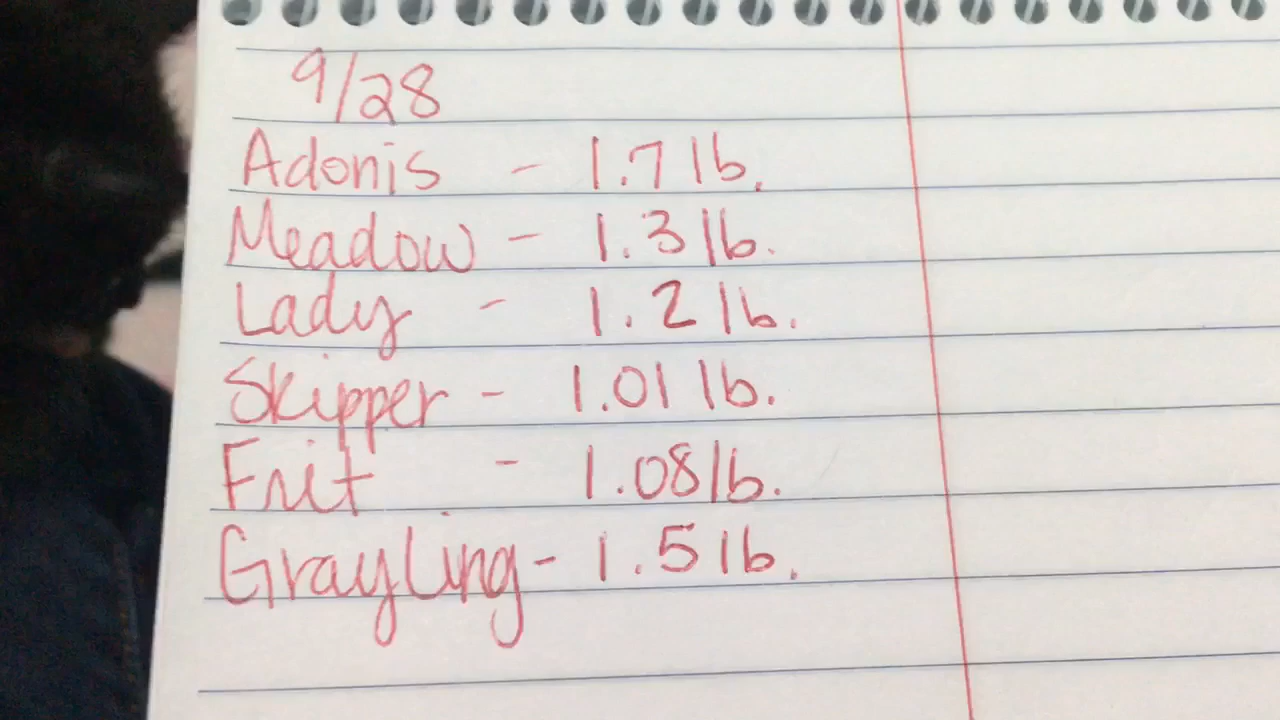 9/28
Adonis - 1.7 lb.
Meadow - 1.3 lb.
Lady - 1.2 lb.
Skipper - 1.01 lb.
Frit - 1.08 lb.
Grayling - 1.5 lb.